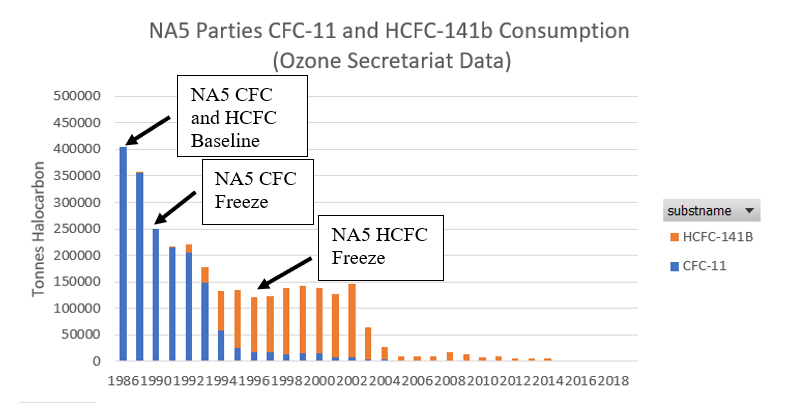 NA5 Parties CFC-11 and HCFC-141b Consumption
(Ozone Secretariat Data)
NA5 CFC
and HCFC
Baseline
NA5 CFC
Freeze
NA5 HCFC
Freeze
Tonnes Halocarbon
500000
450000
400000
350000
300000
250000
200000
150000
100000
50000
0
1986 1990 1992 1994 1996 1998 2000 2002 2004 2006 2008 2010 2012 2014 2016 2018
substname
HCFC-141B
CFC-11